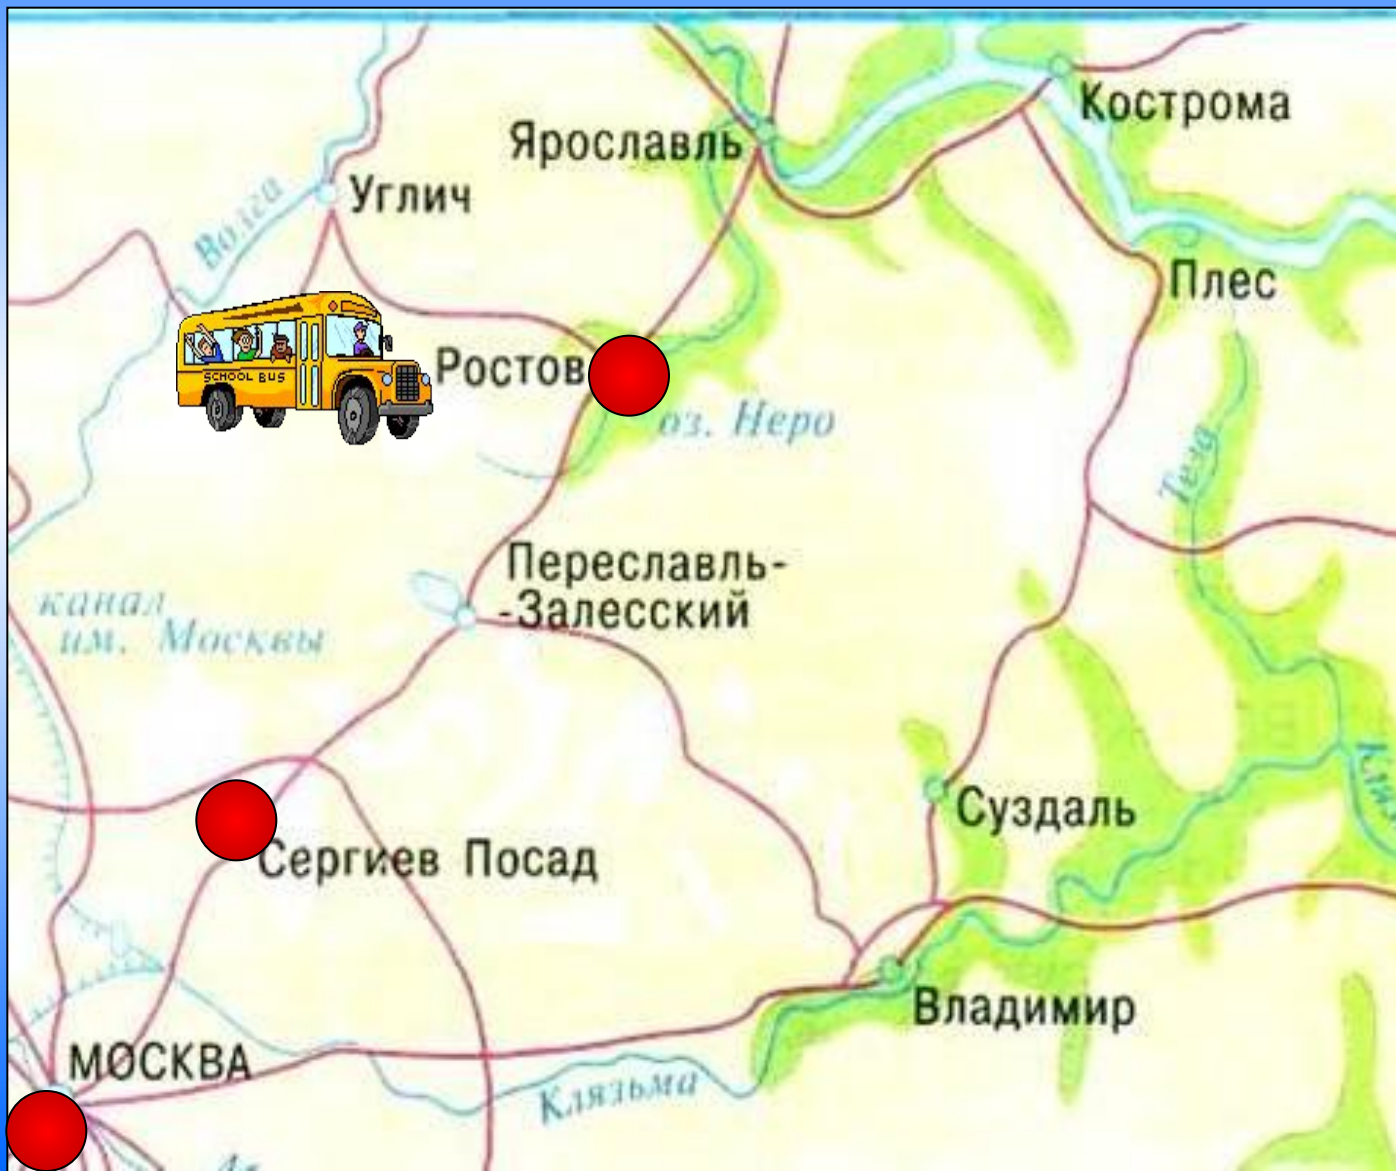 Кострома
Ярославль
Углич
Волга
Плес
SCHOOL BUS
Ростов
оз. Неро
Теза
Переславль-
-Залесский
канал
им. Москвы
Суздаль
Сергиев Посад
Владимир
МОСКВА
Клязьма